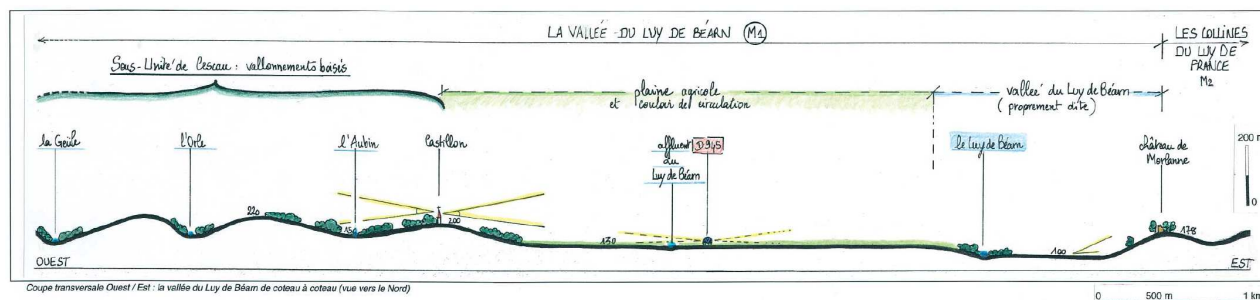 LA VALLÉE DU LUY DE BÉARN (M1)
LES COLLINES
DU LUY DE
FRANCE
M2
Sous-Unité de Lescau : vallonnements boisés
plaine agricole
et couloir de circulation
vallée du Luy de Béarn
(proprement dite)
la Geüle
l'Orle
l'Aubin
Castillon
affluent
du
Luy de Béarn
D945
le Luy de Béarn
château de
Morlanne
200 m
0
220
200
130
100
178
OUEST
EST
Coupe transversale Ouest / Est : la vallée du Luy de Béarn de coteau à coteau (vue vers le Nord)
0 500 m 1 km